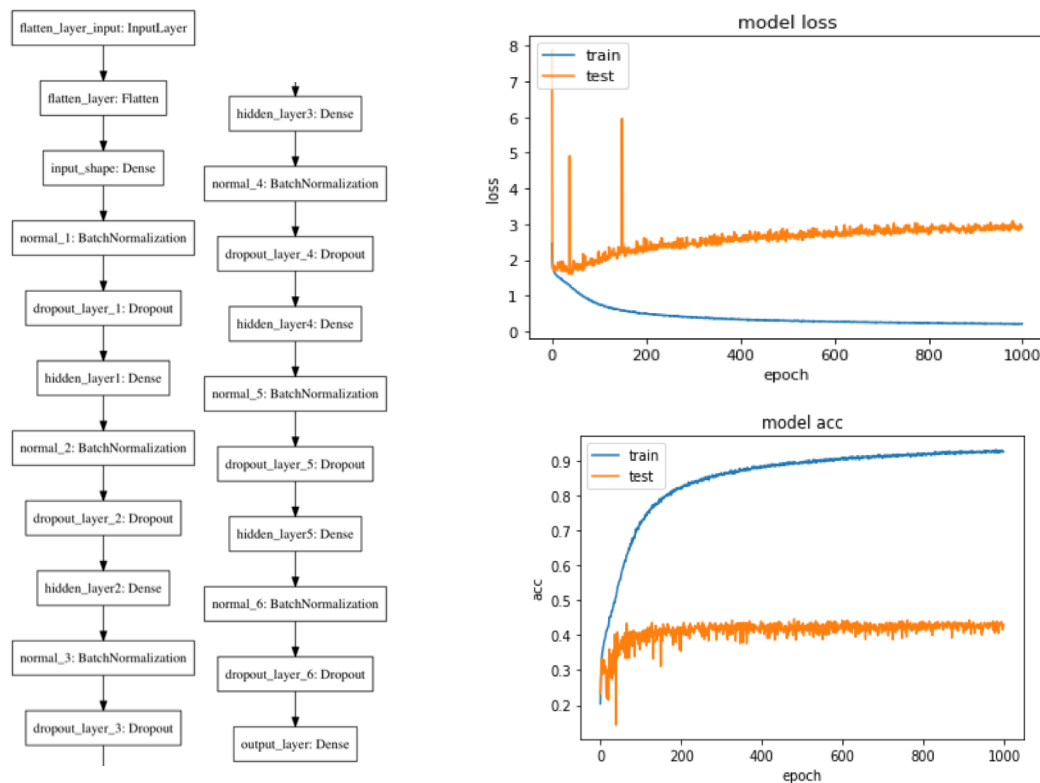 flatten_layer_input: InputLayer
flatten_layer: Flatten
input_shape: Dense
normal_1: BatchNormalization
dropout_layer_1: Dropout
hidden_layer1: Dense
normal_2: BatchNormalization
dropout_layer_2: Dropout
hidden_layer2: Dense
normal_3: BatchNormalization
dropout_layer_3: Dropout
hidden_layer3: Dense
normal_4: BatchNormalization
dropout_layer_4: Dropout
hidden_layer4: Dense
normal_5: BatchNormalization
dropout_layer_5: Dropout
hidden_layer5: Dense
normal_6: BatchNormalization
dropout_layer_6: Dropout
output_layer: Dense
model loss
train
test
8
7
6
5
4
3
2
1
0
loss
0 200 400 600 800 1000
epoch
model acc
train
test
0.9
0.8
0.7
0.6
0.5
0.4
0.3
0.2
acc
0 200 400 600 800 1000
epoch